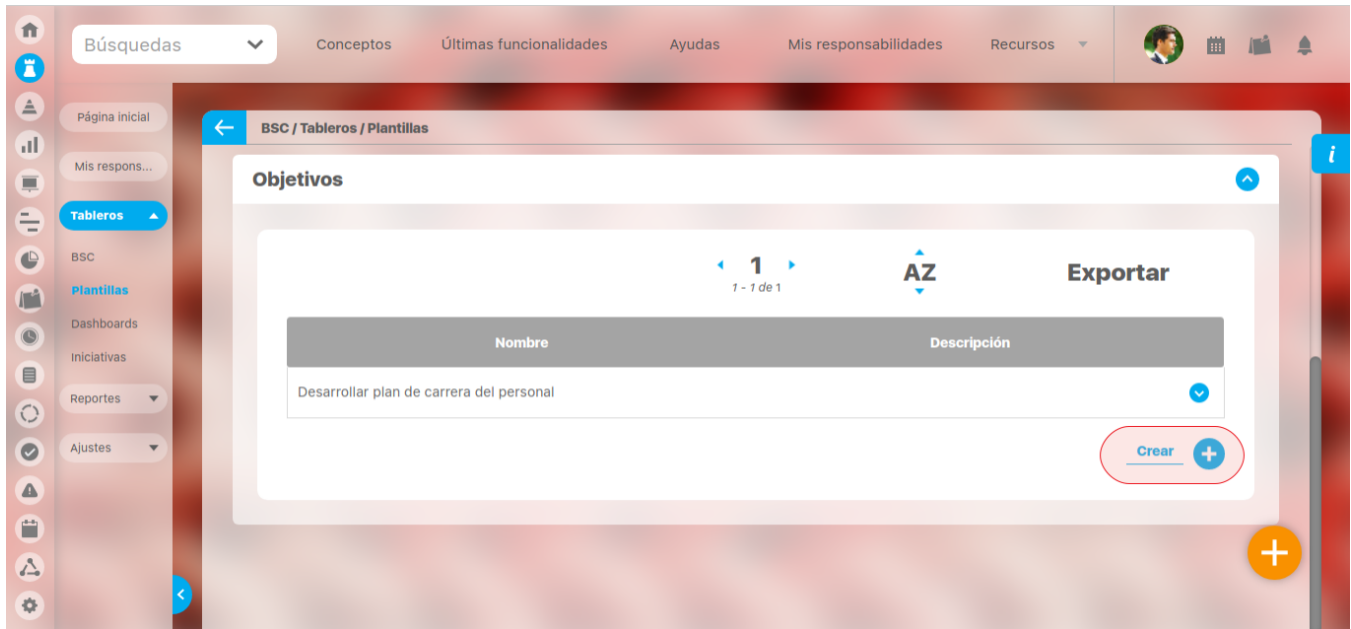 Búsquedas
Conceptos
Últimas funcionalidades
Ayudas
Mis responsabilidades
Recursos
Página inicial
Mis respons...
Tableros
BSC
Plantillas
Dashboards
Iniciativas
Reportes
Ajustes
BSC / Tableros / Plantillas
i
Objetivos
1
1 - 1 de 1
AZ
Exportar
Nombre Descripción
Desarrollar plan de carrera del personal
Crear